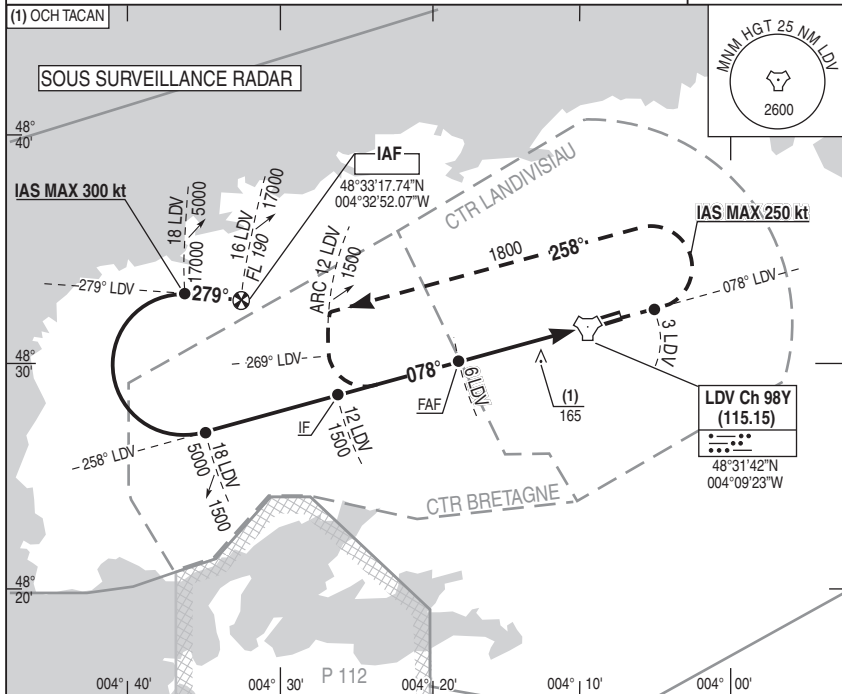 (1) OCH TACAN
SOUS SURVEILLANCE RADAR
MNM HGT 25 NM LDV
2600
48°
40'
IAF
48°33'17.74"N
004°32'52.07"W
CTR LANDIVISIAU
IAS MAX 300 kt
18 LDV
17000
5000
16 LDV
FL 190
17000
IAS MAX 250 kt
ARC 12 LDV
1500
1800
258°
279° LDV
279°
078° LDV
3 LDV
48°
30'
269° LDV
078°
6 LDV
FAF
(1)
165
LDV Ch 98Y
(115.15)
48°31'42"N
004°09'23"W
IF
12 LDV
1500
258° LDV
18 LDV
5000
1500
CTR BRETAGNE
48°
20'
P 112
004° 40'
004° 30'
004° 20'
004° 10'
004° 00'